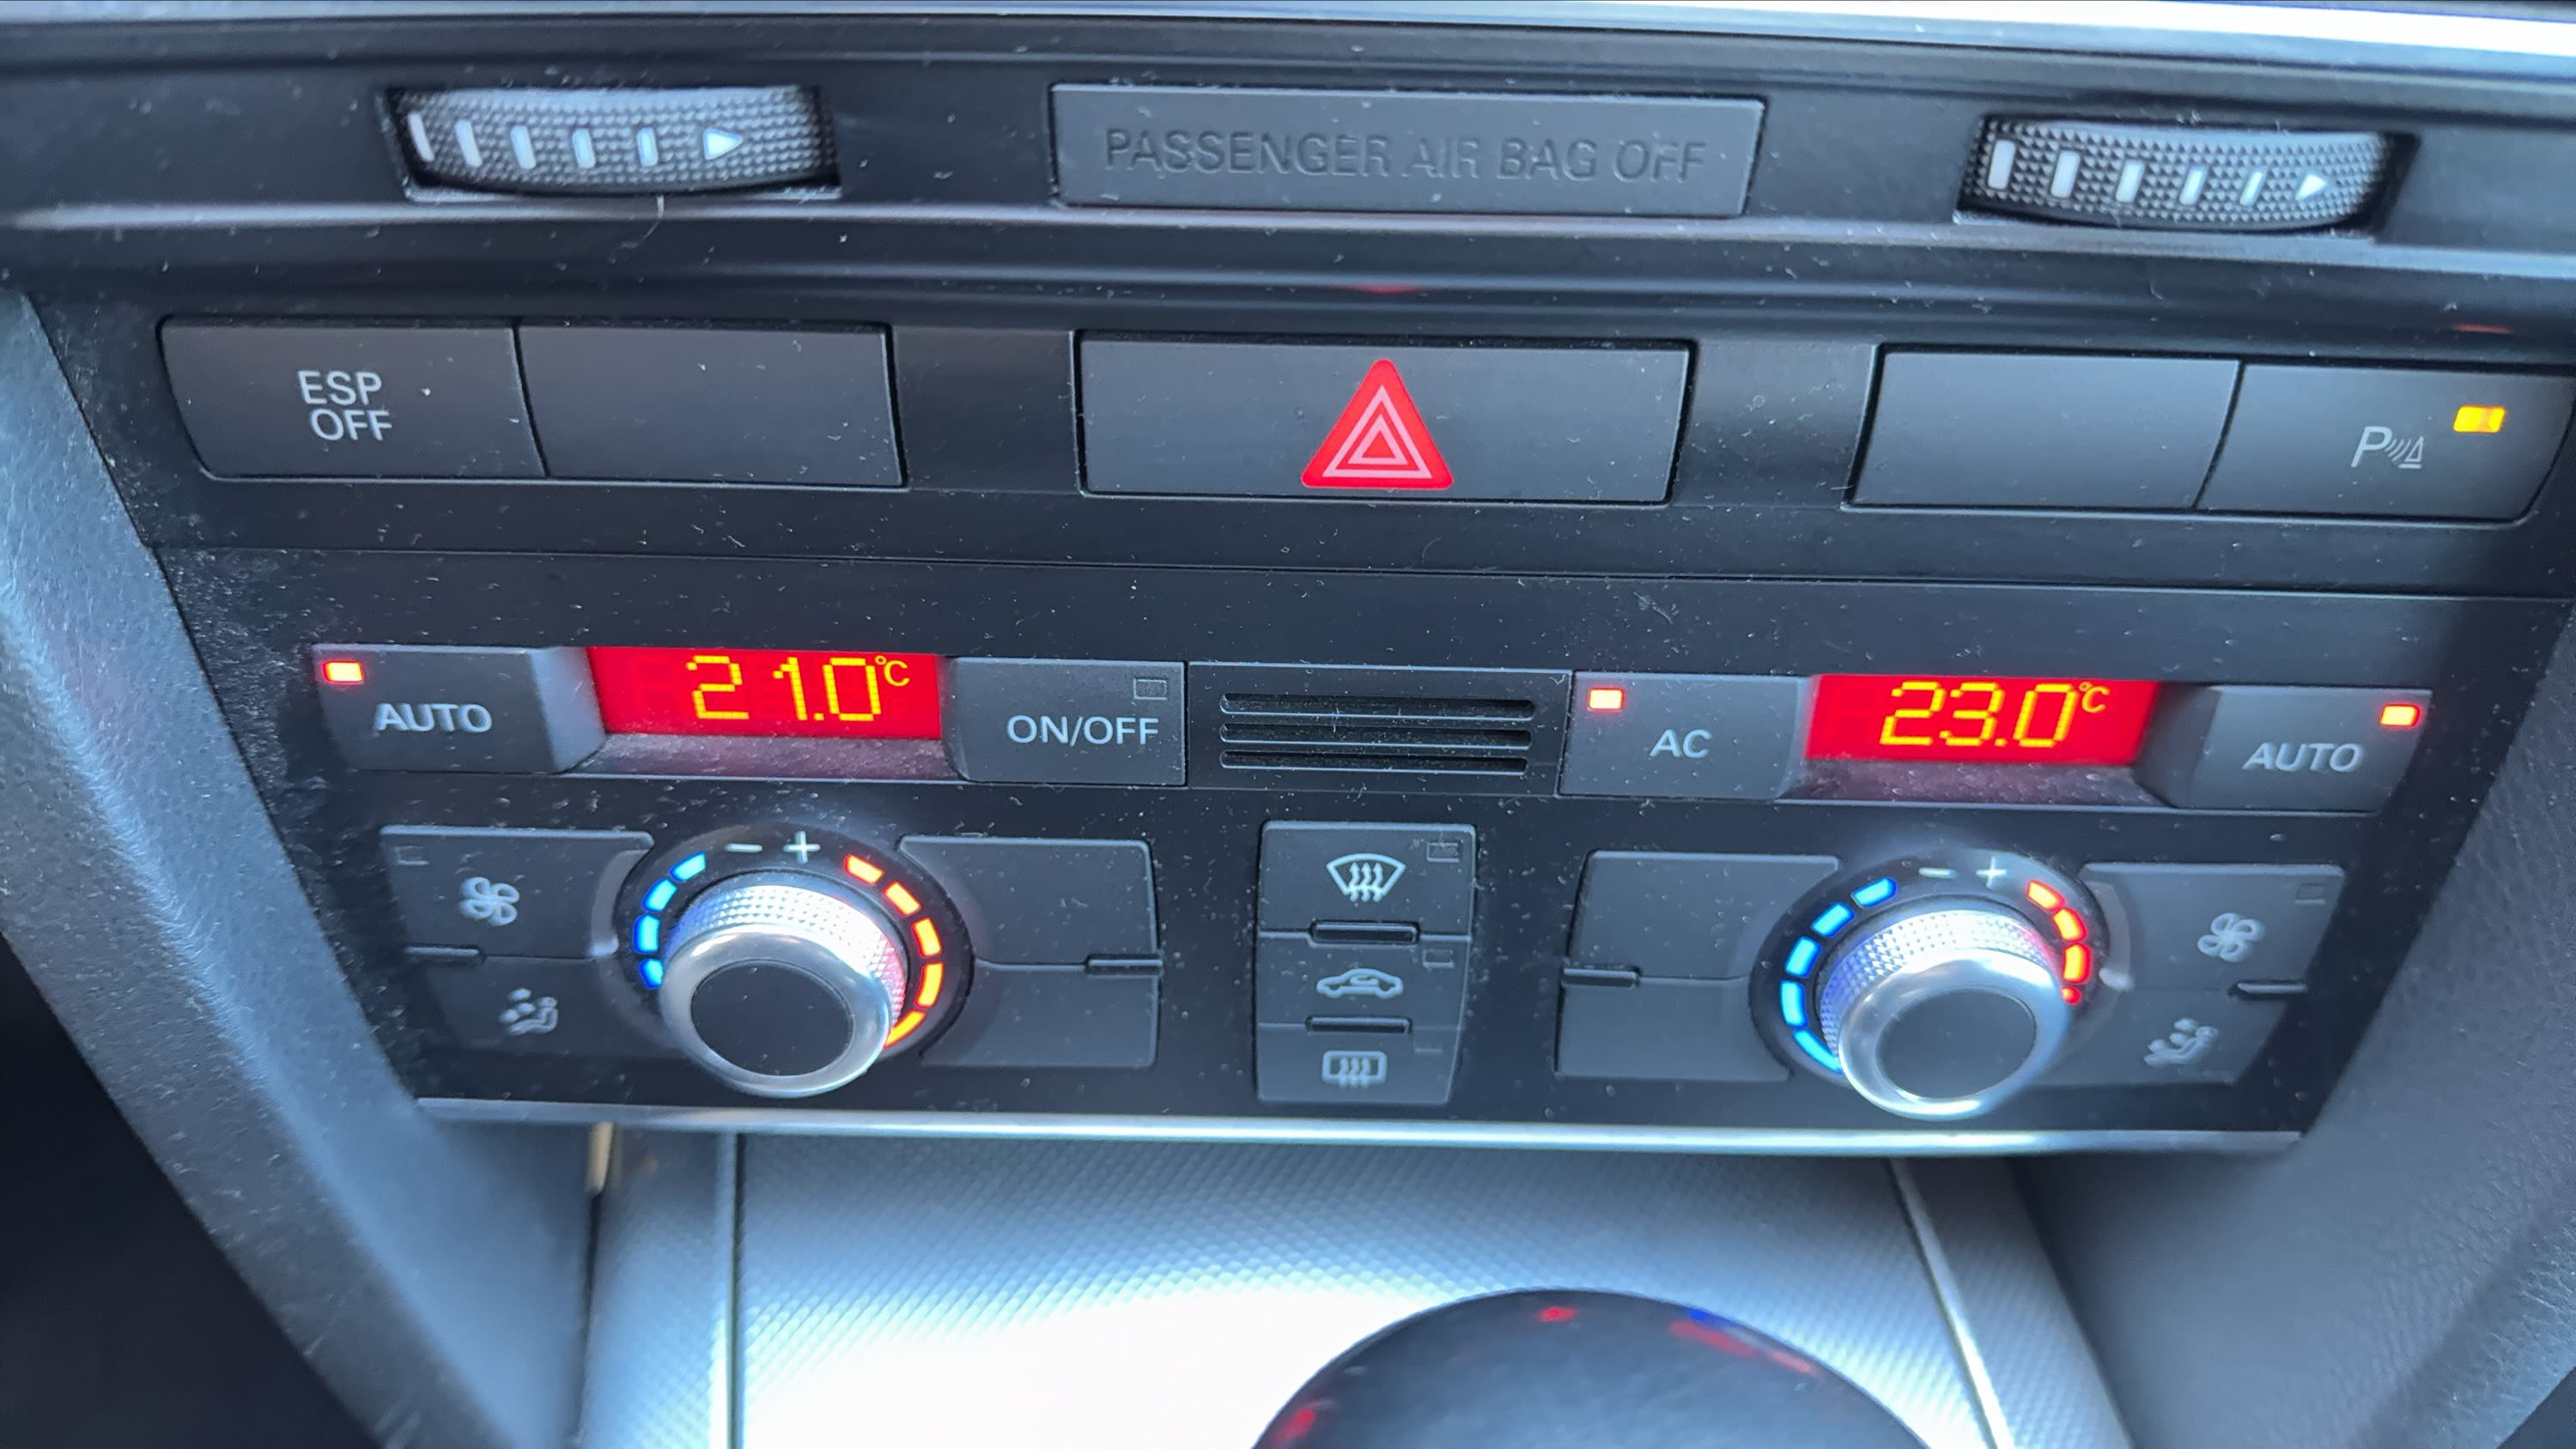 PASSENGER AIR BAG OFF
ESP
OFF
P
AUTO
21.0°C
ON/OFF
AC
23.0°C
AUTO
- +
- +